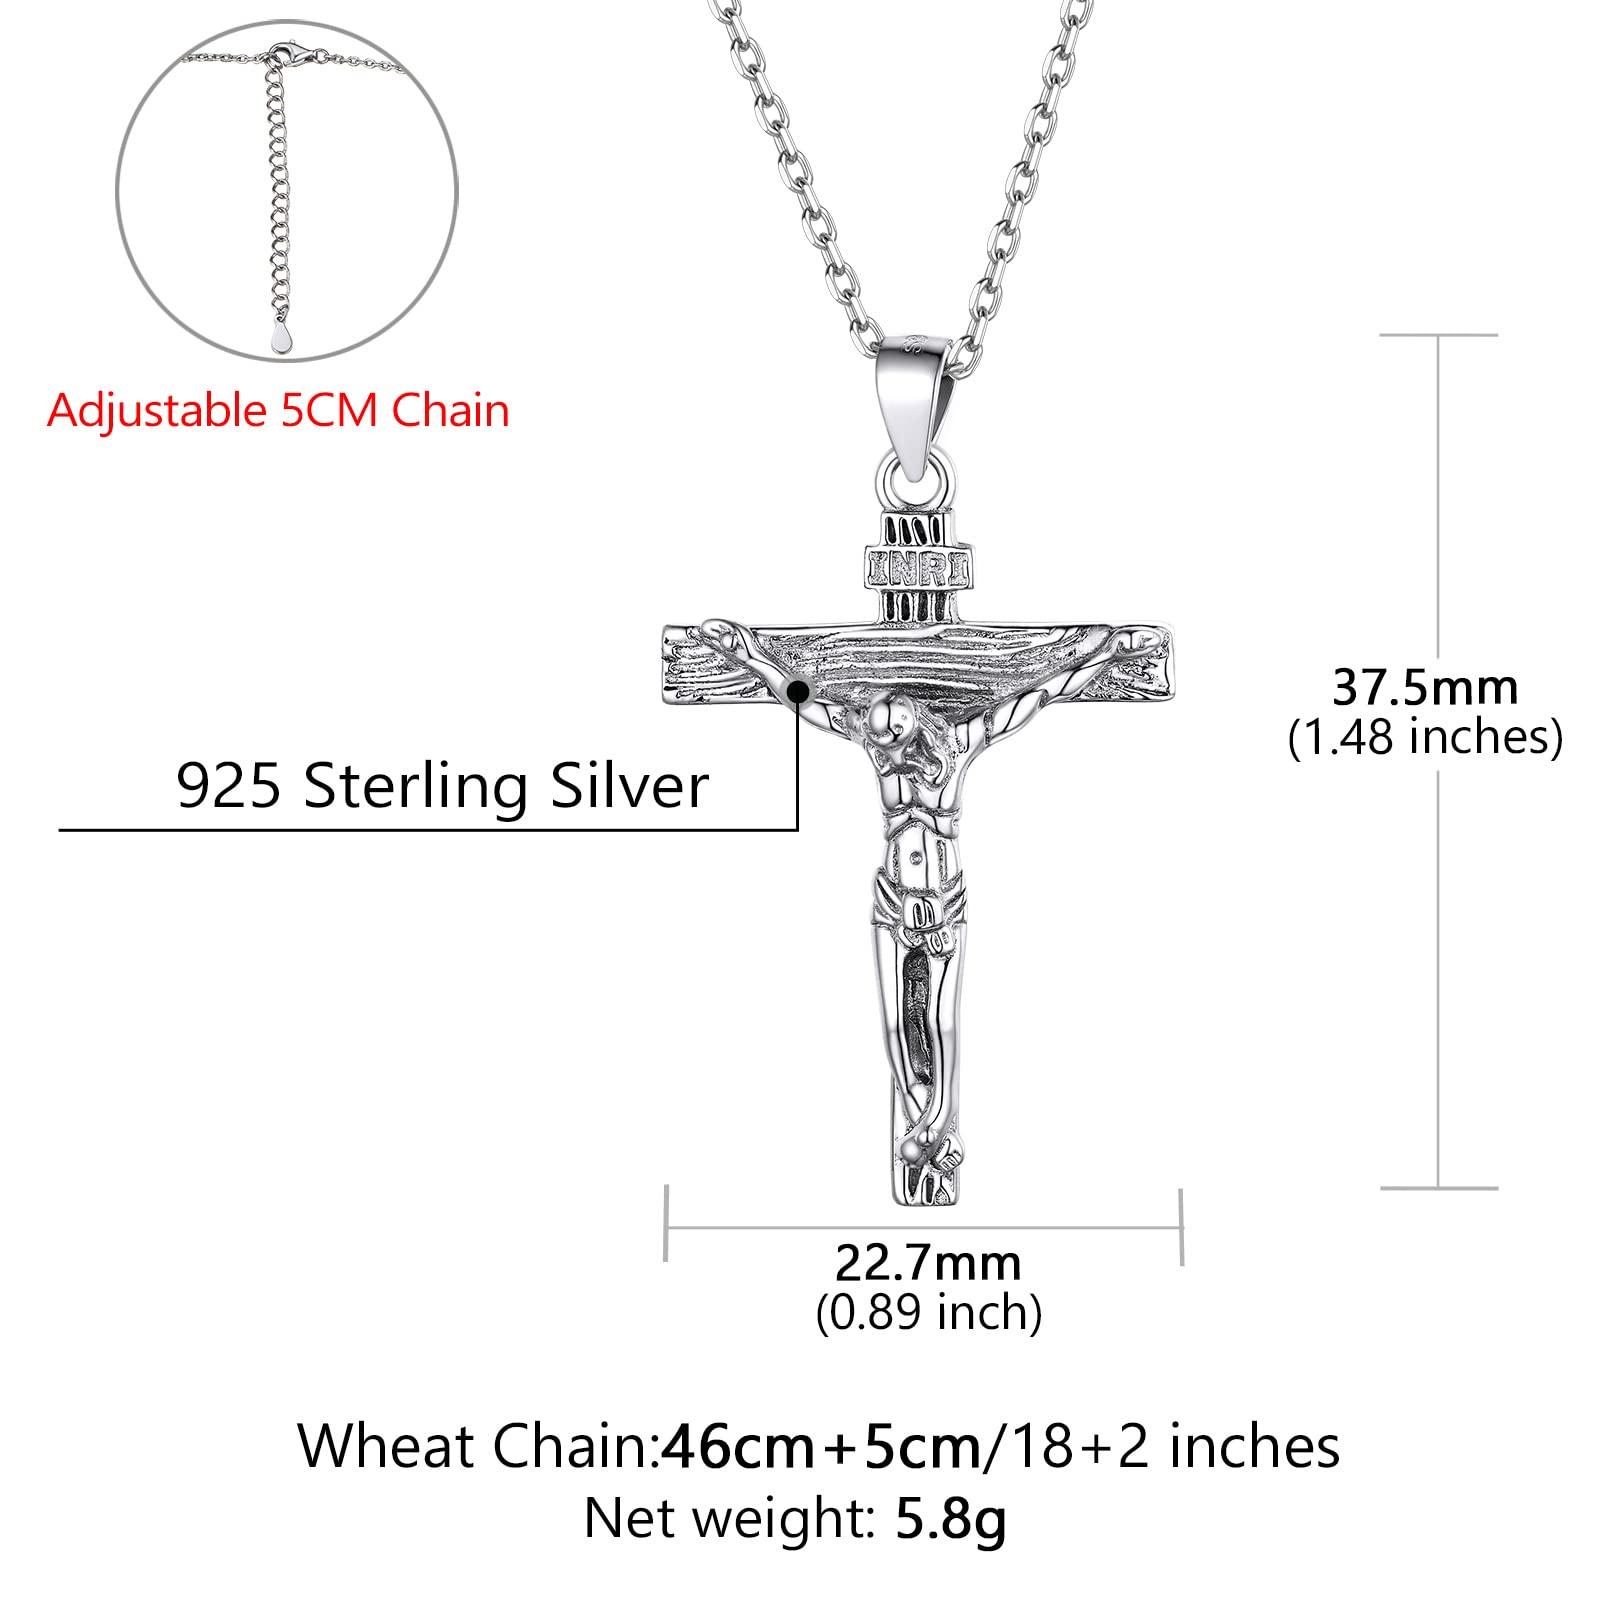 Adjustable 5CM Chain
INRI
925 Sterling Silver
37.5mm
(1.48 inches)
22.7mm
(0.89 inch)
Wheat Chain:46cm+5cm/18+2 inches
Net weight: 5.8g